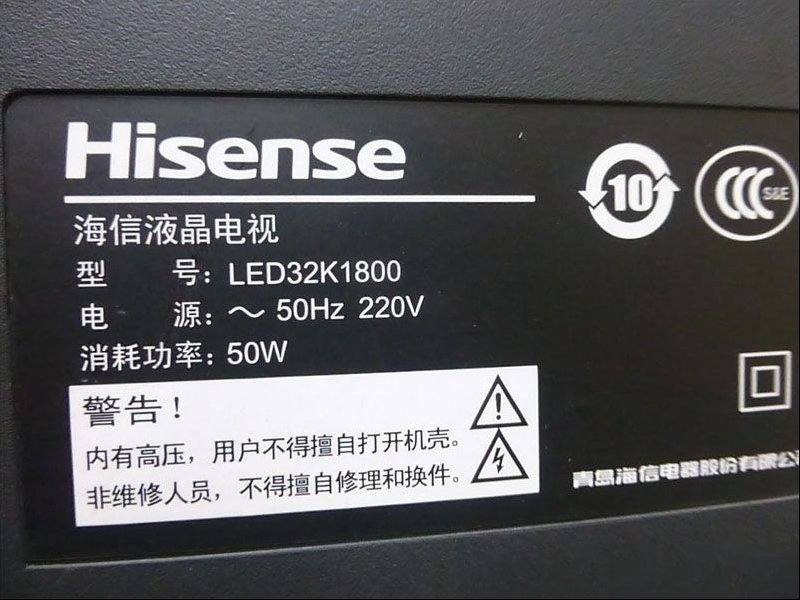 Hisense
10
CCC S&E
海信液晶电视
型 号: LED32K1800
电 源: ～ 50Hz 220V
消耗功率: 50W
警告！
内有高压，用户不得擅自打开机壳。
非维修人员，不得擅自修理和换件。
青岛海信电器股份有限公